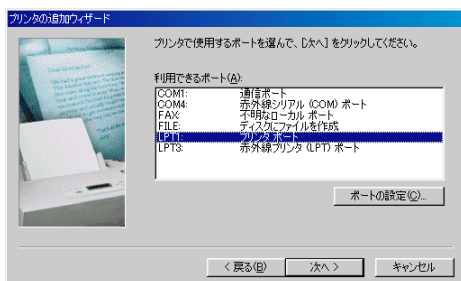 プリンタの追加ウィザード
プリンタで使用するポートを選んで、[次へ] をクリックしてください。
利用できるポート(A):
COM1: 通信ポート
COM4: 赤外線シリアル (COM) ポート
FAX: 不明なローカル ポート
FILE: ディスクにファイルを作成
LPT1: プリンタ ポート
LPT3: 赤外線プリンタ (LPT) ポート
ポートの設定(C)...
< 戻る(B) 次へ > キャンセル